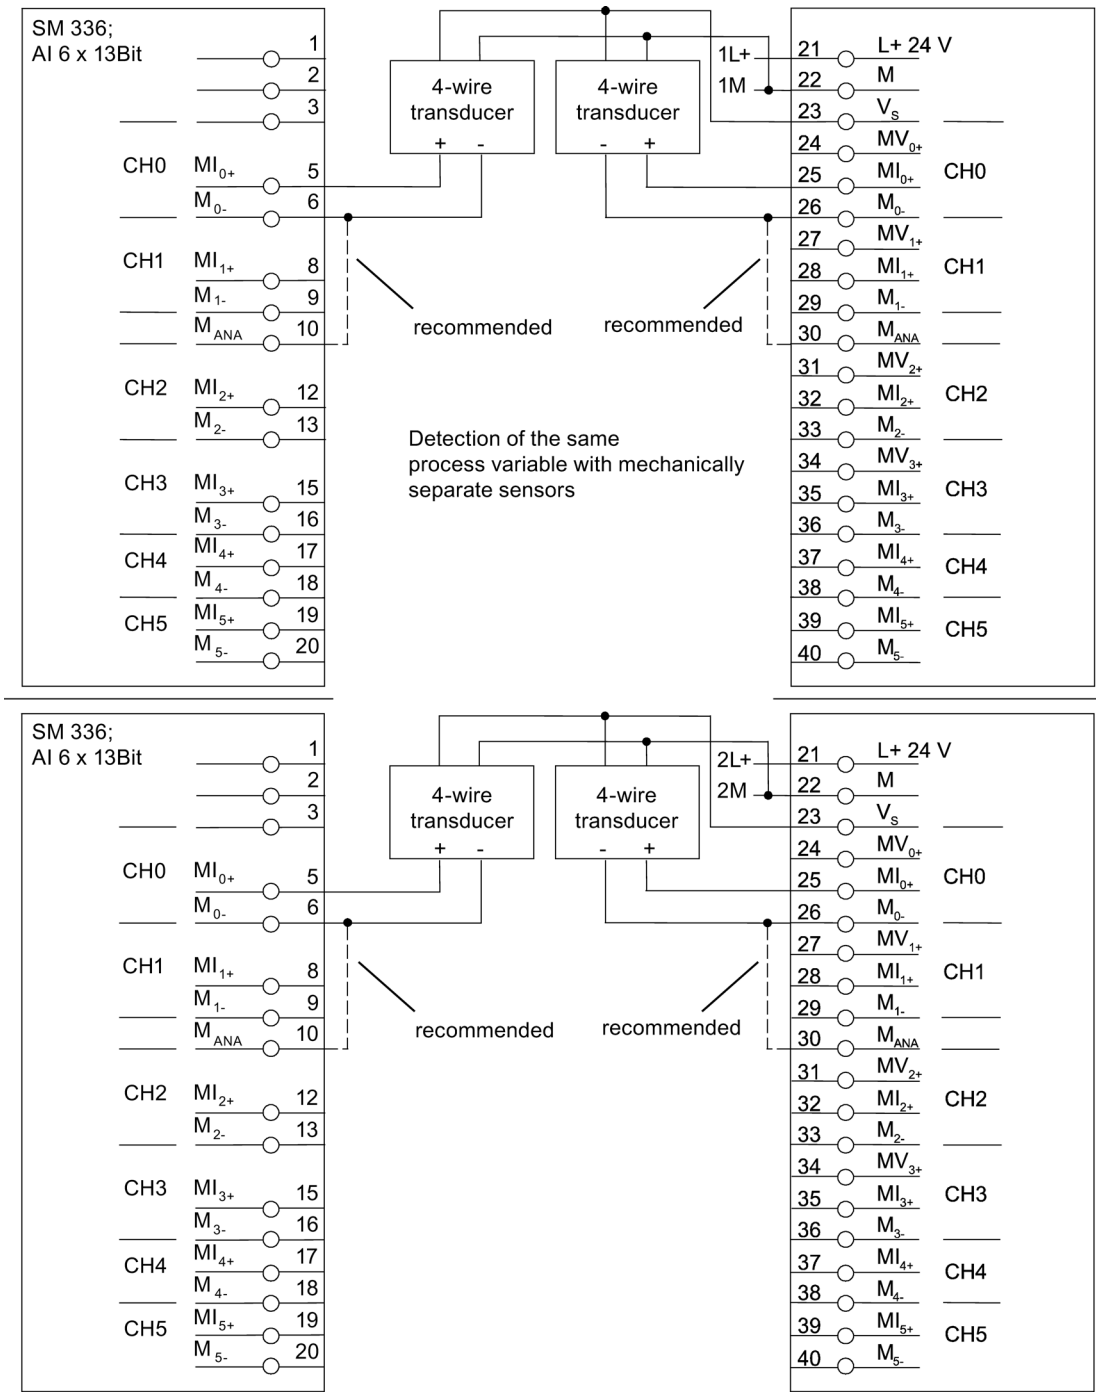 SM 336;
AI 6 x 13Bit
1
2
3
CH0 MI0+ 5
M0- 6
CH1 MI1+ 8
M1- 9
MANA 10
CH2 MI2+ 12
M2- 13
CH3 MI3+ 15
M3- 16
CH4 MI4+ 17
M4- 18
CH5 MI5+ 19
M5- 20
4-wire
transducer
+ -
4-wire
transducer
- +
recommended
recommended
Detection of the same
process variable with mechanically
separate sensors
1L+ 21 L+ 24 V
1M 22 M
23 VS
24 MV0+
25 MI0+ CH0
26 M0-
27 MV1+
28 MI1+ CH1
29 M1-
30 MANA
31 MV2+
32 MI2+ CH2
33 M2-
34 MV3+
35 MI3+ CH3
36 M3-
37 MI4+ CH4
38 M4-
39 MI5+ CH5
40 M5-
SM 336;
AI 6 x 13Bit
1
2
3
CH0 MI0+ 5
M0- 6
CH1 MI1+ 8
M1- 9
MANA 10
CH2 MI2+ 12
M2- 13
CH3 MI3+ 15
M3- 16
CH4 MI4+ 17
M4- 18
CH5 MI5+ 19
M5- 20
4-wire
transducer
+ -
4-wire
transducer
- +
recommended
recommended
2L+ 21 L+ 24 V
2M 22 M
23 VS
24 MV0+
25 MI0+ CH0
26 M0-
27 MV1+
28 MI1+ CH1
29 M1-
30 MANA
31 MV2+
32 MI2+ CH2
33 M2-
34 MV3+
35 MI3+ CH3
36 M3-
37 MI4+ CH4
38 M4-
39 MI5+ CH5
40 M5-